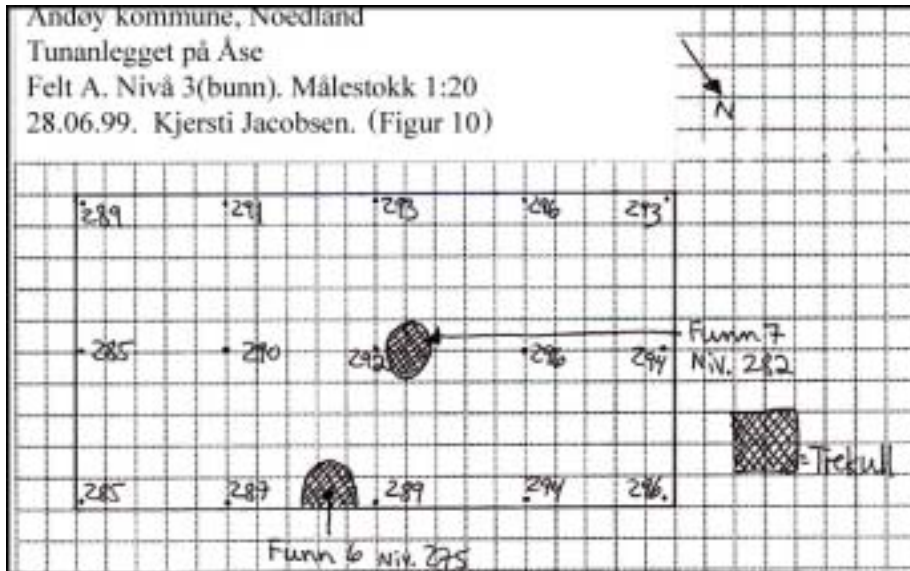 Andøy kommune, Noedland
Tunanlegget på Åse
Felt A. Nivå 3(bunn). Målestokk 1:20
28.06.99. Kjersti Jacobsen. (Figur 10)
N
289 291 293 296 293
285 290 292 296 294
Funn 7
Niv. 282
=Trekull
285 287 289 294 296
Funn 6 Niv. 275